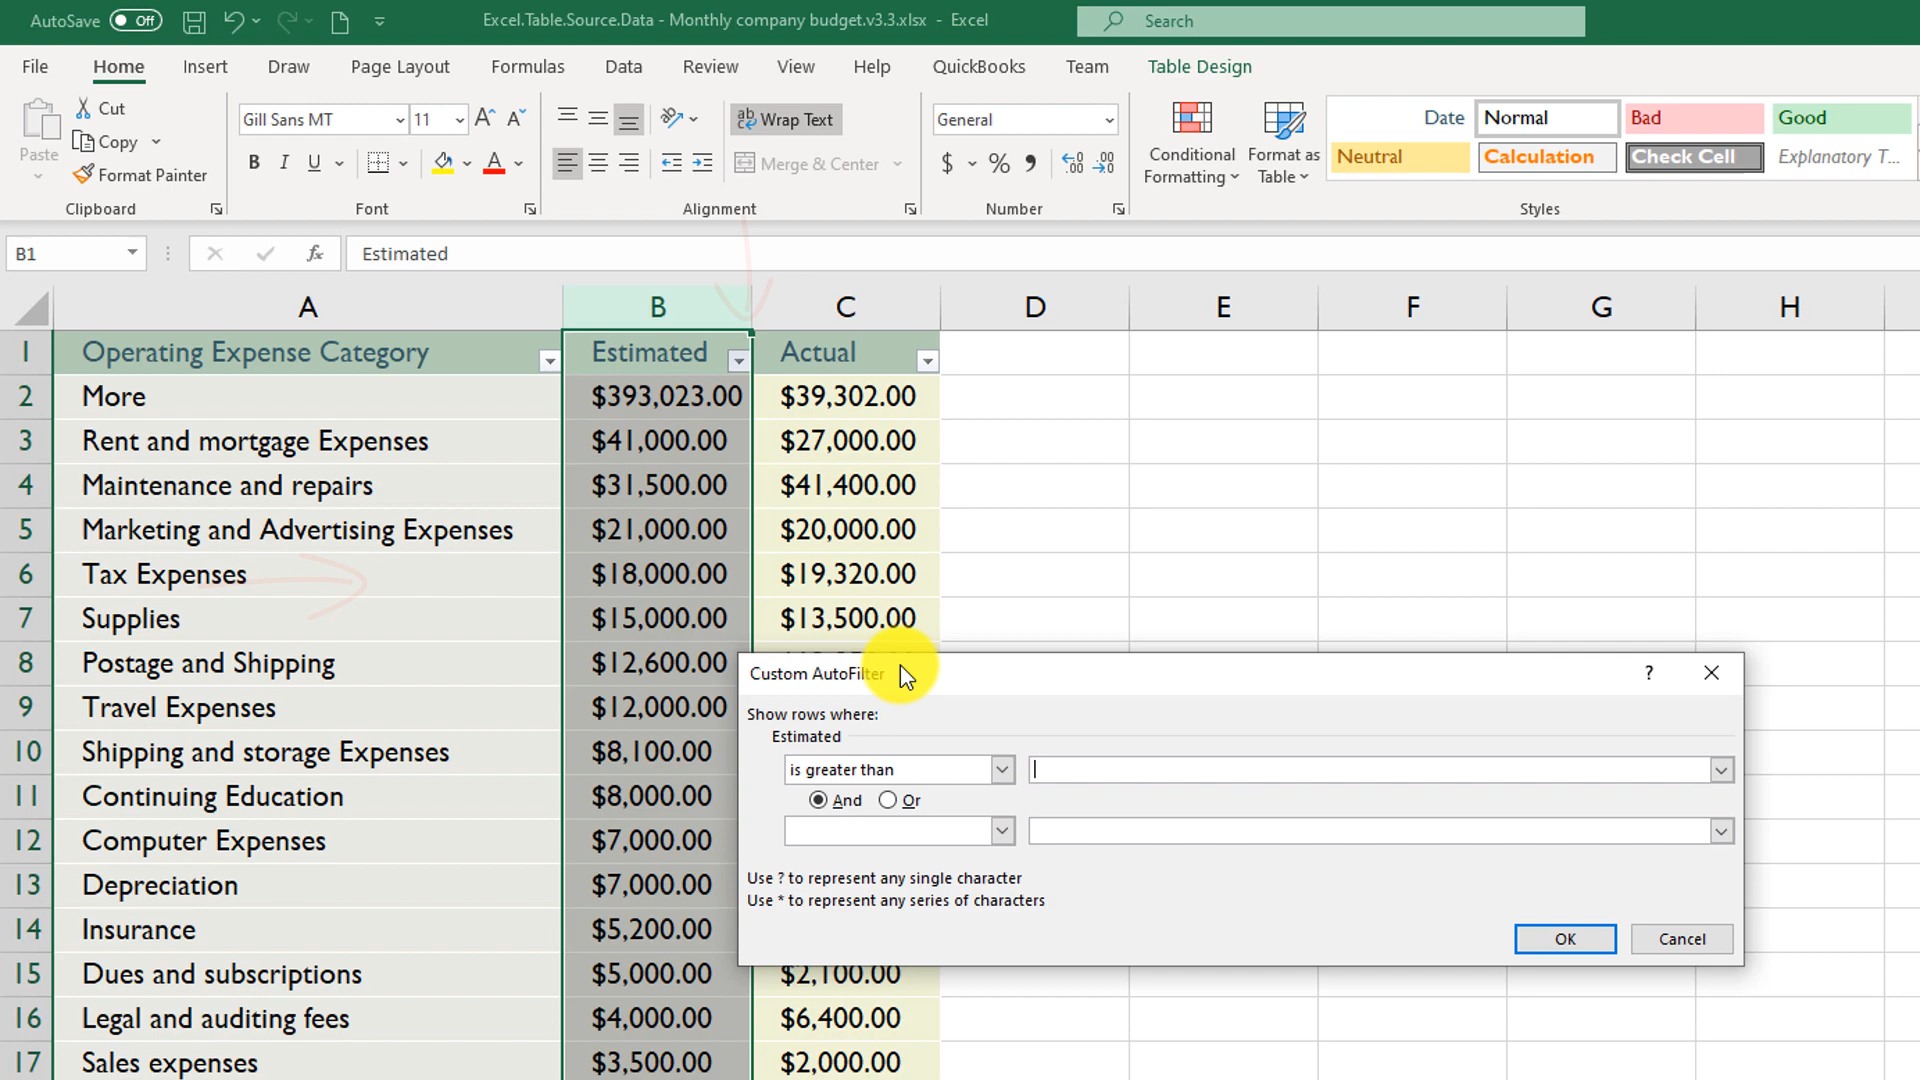 AutoSave Off Excel.Table.Source.Data - Monthly company budget.v3.3.xlsx - Excel Search
File Home Insert Draw Page Layout Formulas Data Review View Help QuickBooks Team Table Design
Paste Cut Copy Format Painter
Gill Sans MT 11 B I U A
ab Wrap Text Merge & Center
General $ % 9 .00
Conditional Formatting Format as Table
Date Normal Bad Good
Neutral Calculation Check Cell Explanatory T...
Clipboard Font Alignment Number Styles
B1 fx Estimated
A B C D E F G H
1 Operating Expense Category Estimated Actual
2 More $393,023.00 $39,302.00
3 Rent and mortgage Expenses $41,000.00 $27,000.00
4 Maintenance and repairs $31,500.00 $41,400.00
5 Marketing and Advertising Expenses $21,000.00 $20,000.00
6 Tax Expenses $18,000.00 $19,320.00
7 Supplies $15,000.00 $13,500.00
8 Postage and Shipping $12,600.00
9 Travel Expenses $12,000.00
10 Shipping and storage Expenses $8,100.00
11 Continuing Education $8,000.00
12 Computer Expenses $7,000.00
13 Depreciation $7,000.00
14 Insurance $5,200.00
15 Dues and subscriptions $5,000.00 $2,100.00
16 Legal and auditing fees $4,000.00 $6,400.00
17 Sales expenses $3,500.00 $2,000.00
Custom AutoFilter ?
Show rows where:
Estimated
is greater than
And Or
Use ? to represent any single character
Use * to represent any series of characters
OK Cancel